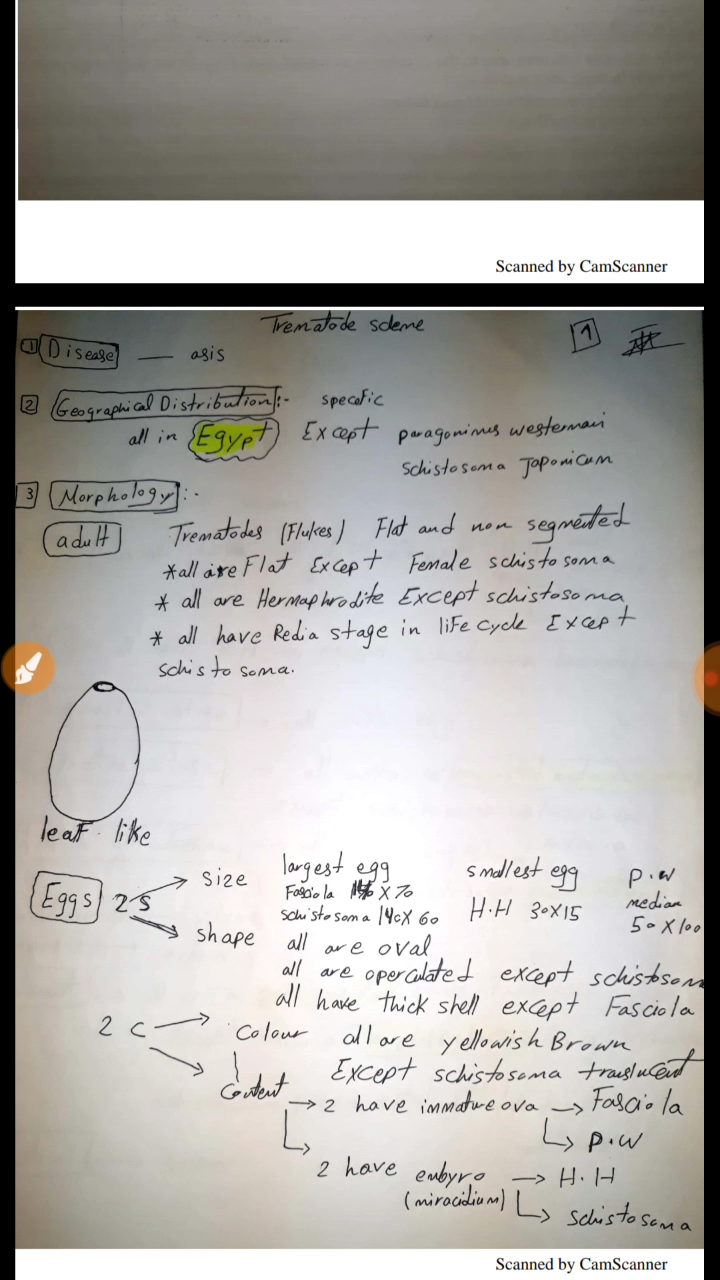 Scanned by CamScanner
Trematode scleme
1
① Disease — asis
2 Geographical Distribution :- specefic
all in Egypt Except paragonimus westermani
schistosoma Japonicum
3 Morphology :-
adult Trematodes (Flukes) Flat and non segmented
* all are Flat Except Female schistosoma
* all are Hermaphrodite Except schistosoma
* all have Redia stage in life cycle Except
schistosoma.
leaf like
Eggs 2 S
size largest egg smallest egg P.W
Fasciola X 70
schistosoma 140 X 60 H.H 30X15 median
50 X 100
shape all are oval
all are operculated except schistosom
all have thick shell except Fasciola
2 C
Colour all are yellowish Brown
Except schistosoma translucent
Content → 2 have immature ova → Fasciola
↳ P.W
↳ 2 have embyro → H.H
(miracidium) ↳ schistosoma
Scanned by CamScanner